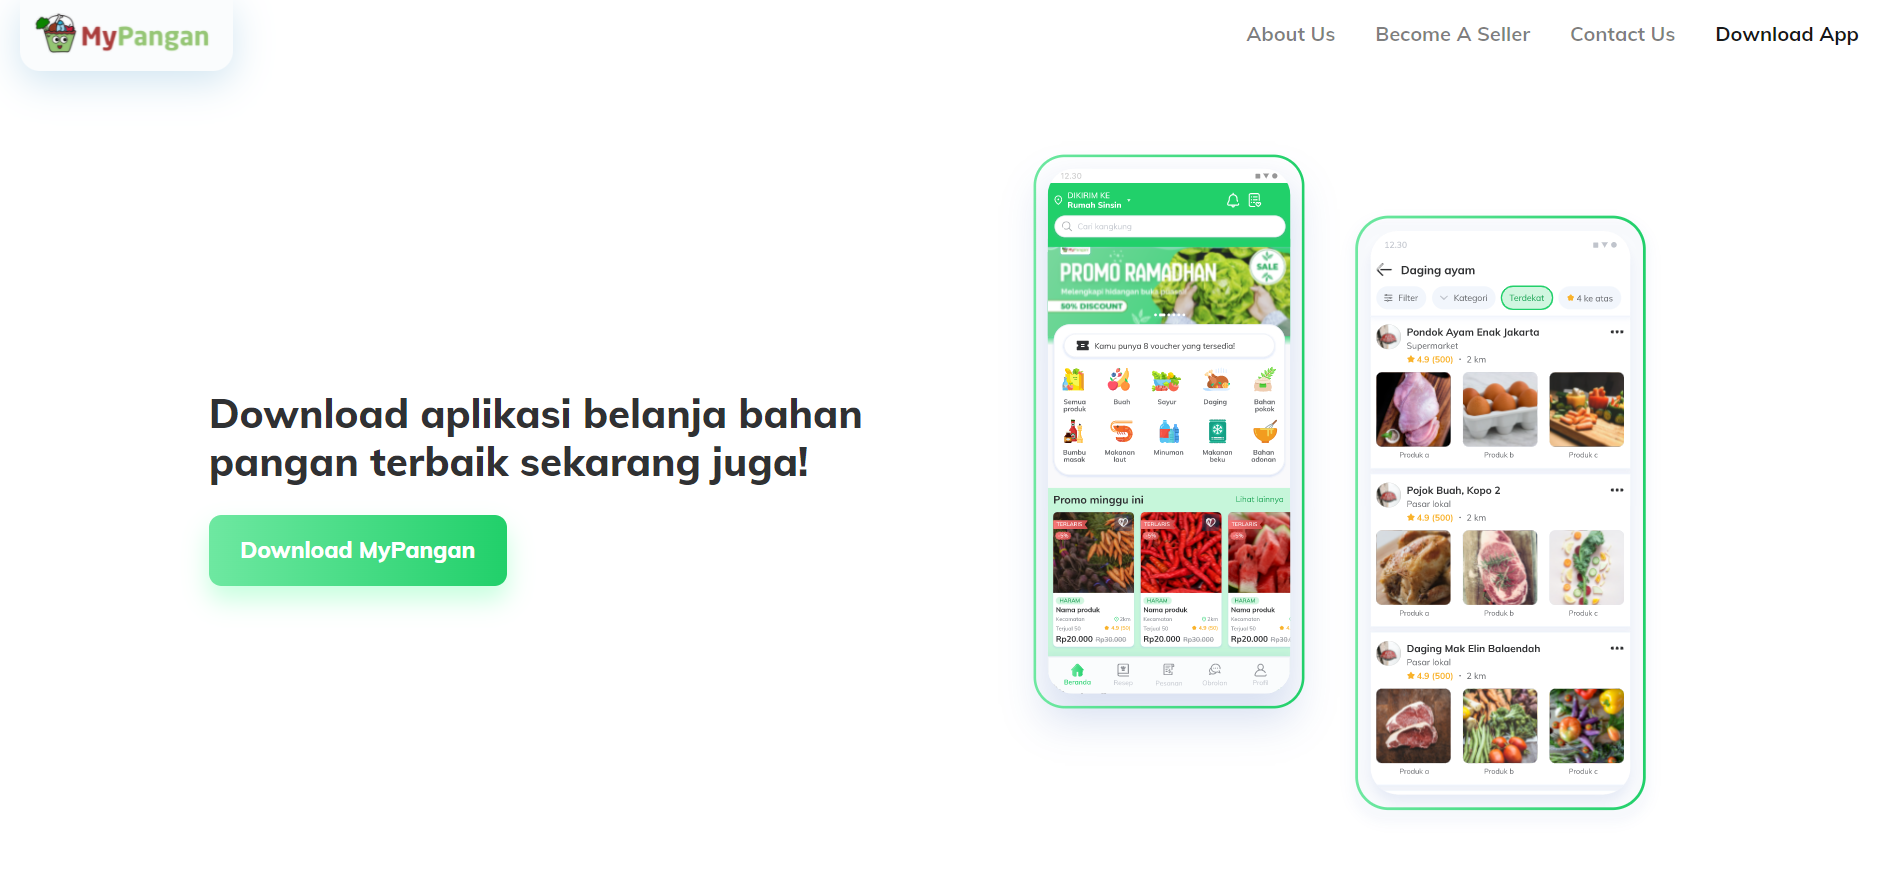 MyPangan
About Us
Become A Seller
Contact Us
Download App
Download aplikasi belanja bahan
pangan terbaik sekarang juga!
Download MyPangan
12.30
DIKIRIM KE
Rumah Sinsin
Cari kangkung
MyPangan
PROMO RAMADHAN
SALE
Melengkapi hidangan buka puasa
50% DISCOUNT
Kamu punya 8 voucher yang tersedia!
Semua
produk
Buah
Sayur
Daging
Bahan
pokok
Bumbu
masak
Makanan
laut
Minuman
Makanan
beku
Bahan
adonan
Promo minggu ini
Lihat lainnya
TERLARIS
TERLARIS
TERLARIS
-5%
-5%
HARAM
HARAM
HARAM
Nama produk
Nama produk
Nama produk
Kecamatan
2km
Kecamatan
2km
Kecamatan
Terjual 50
4.9 (50)
Terjual 50
4.9 (50)
Terjual 50
Rp20.000 Rp30.000
Rp20.000 Rp30.000
Rp20.000
Beranda
Resep
Pesanan
Obrolan
Profil
12.30
Daging ayam
Filter
Kategori
Terdekat
4 ke atas
Pondok Ayam Enak Jakarta
Supermarket
4.9 (500) • 2 km
Produk a
Produk b
Produk c
Pojok Buah, Kopo 2
Pasar lokal
4.9 (500) • 2 km
Produk a
Produk b
Produk c
Daging Mak Elin Balaendah
Pasar lokal
4.9 (500) • 2 km
Produk a
Produk b
Produk c